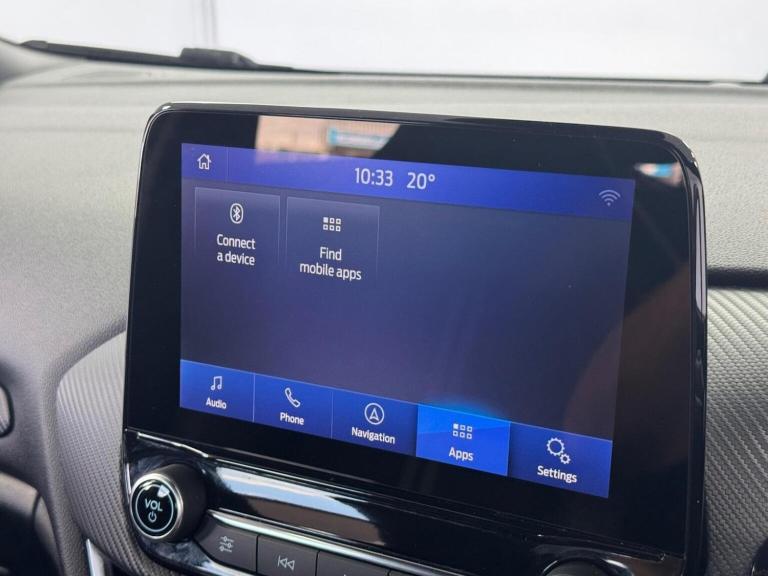 10:33 20°
Connect
a device
Find
mobile apps
Audio
Phone
Navigation
Apps
Settings
VOL